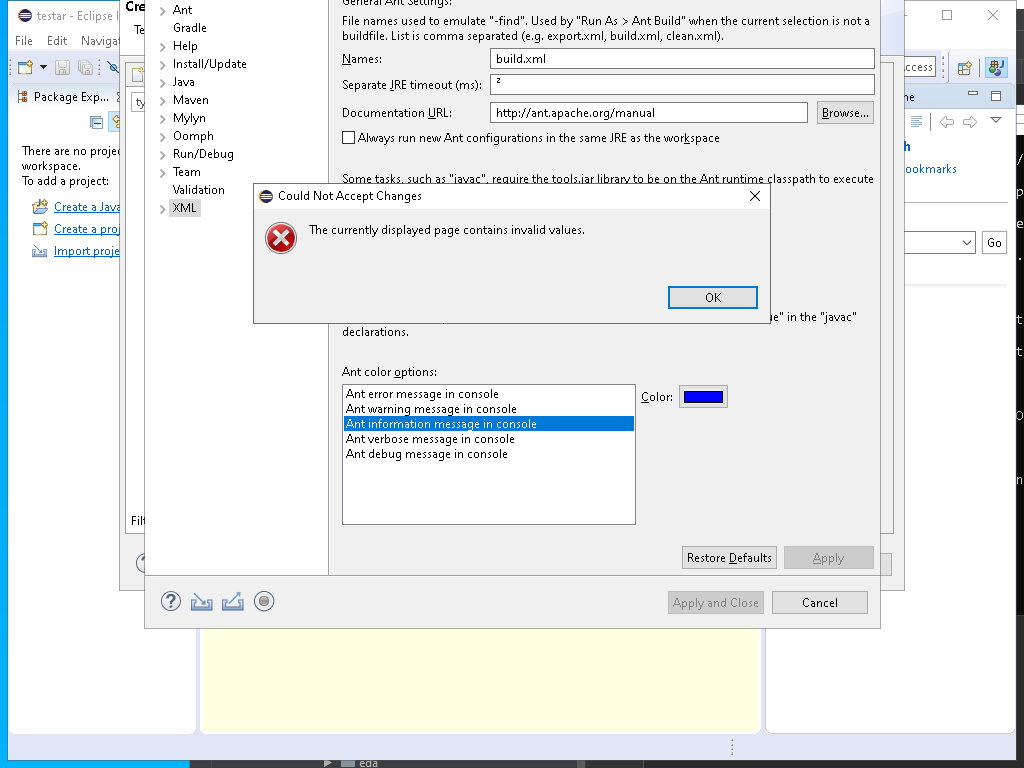 testar - Eclipse I
File Edit Navigat
Package Exp...
There are no projec
workspace.
To add a project:
Create a Java
Create a proj
Import proje
Cre
Ant
Gradle
Help
Install/Update
Java
Maven
Mylyn
Oomph
Run/Debug
Team
Validation
XML
General Ant Settings:
File names used to emulate "-find". Used by "Run As > Ant Build" when the current selection is not a
buildfile. List is comma separated (e.g. export.xml, build.xml, clean.xml).
Names: build.xml
Separate JRE timeout (ms): ²
Documentation URL: http://ant.apache.org/manual Browse...
Always run new Ant configurations in the same JRE as the workspace
Some tasks, such as "javac", require the tools.jar library to be on the Ant runtime classpath to execute
Could Not Accept Changes
The currently displayed page contains invalid values.
OK
" in the "javac"
declarations.
Ant color options:
Ant error message in console
Ant warning message in console
Ant information message in console
Ant verbose message in console
Ant debug message in console
Color:
Restore Defaults Apply
Apply and Close Cancel
Filt
ccess
ne
h
ookmarks
Go
eda